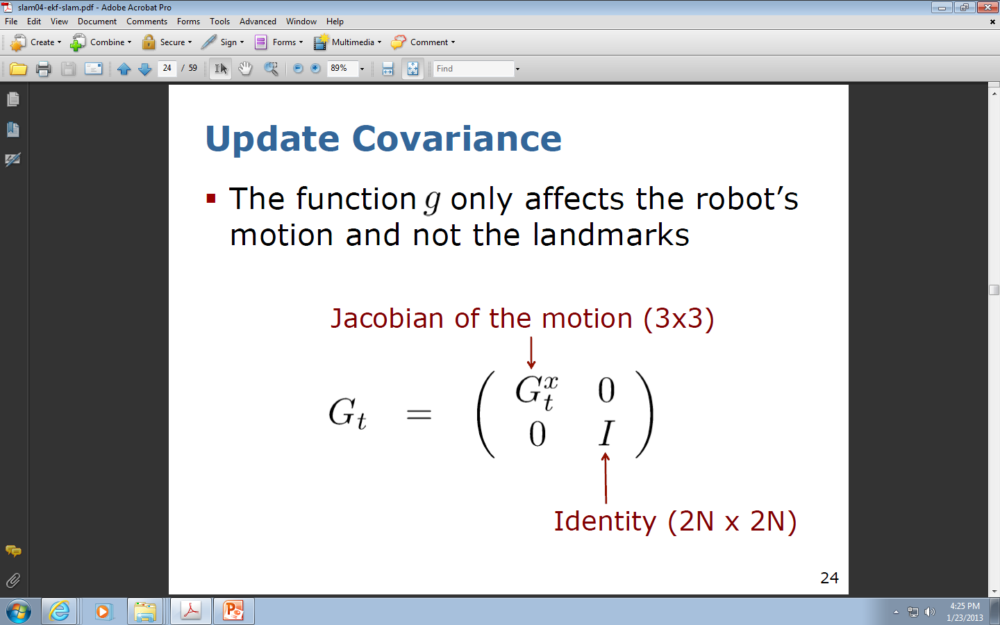 slam04-ekf-slam.pdf - Adobe Acrobat Pro
File Edit View Document Comments Forms Tools Advanced Window Help
Create Combine Secure Sign Forms Multimedia Comment
24 / 59 89% Find
Update Covariance
The function g only affects the robot's
motion and not the landmarks
Jacobian of the motion (3x3)
G_t = ( G_t^x 0
0 I )
Identity (2N x 2N)
24
4:25 PM
1/23/2013